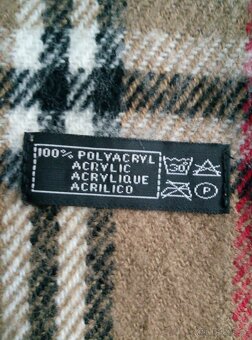 100% POLYACRYL
ACRYLIC
ACRYLIQUE
ACRILICO
30
P